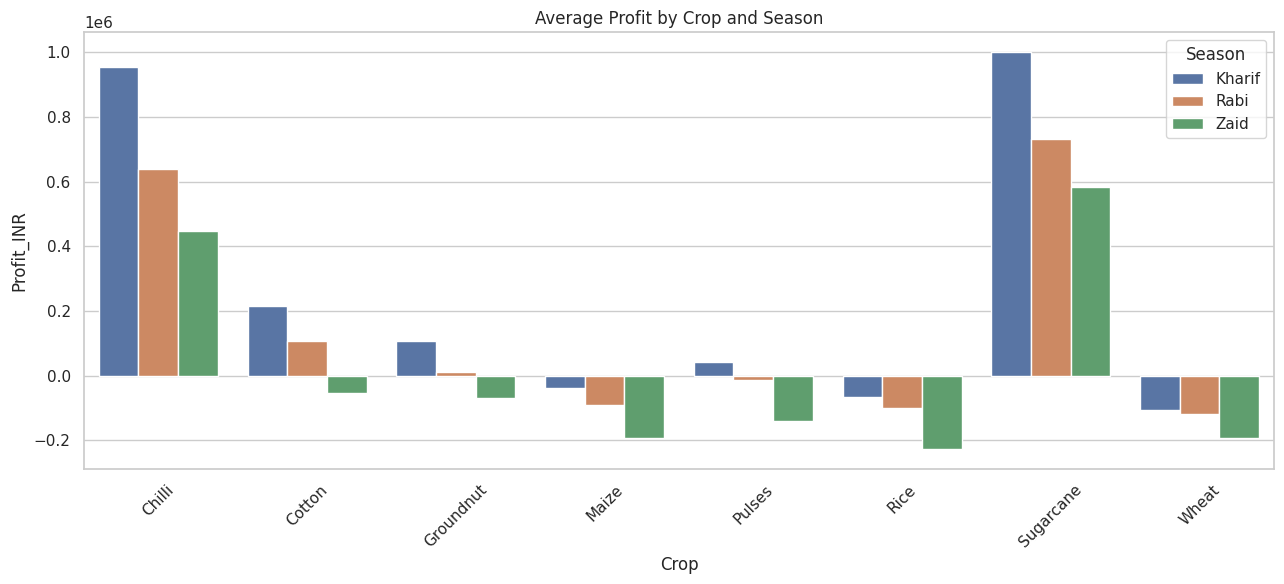 Average Profit by Crop and Season
1e6
1.0
0.8
0.6
0.4
0.2
0.0
−0.2
Profit_INR
Season
Kharif
Rabi
Zaid
Chilli
Cotton
Groundnut
Maize
Pulses
Rice
Sugarcane
Wheat
Crop